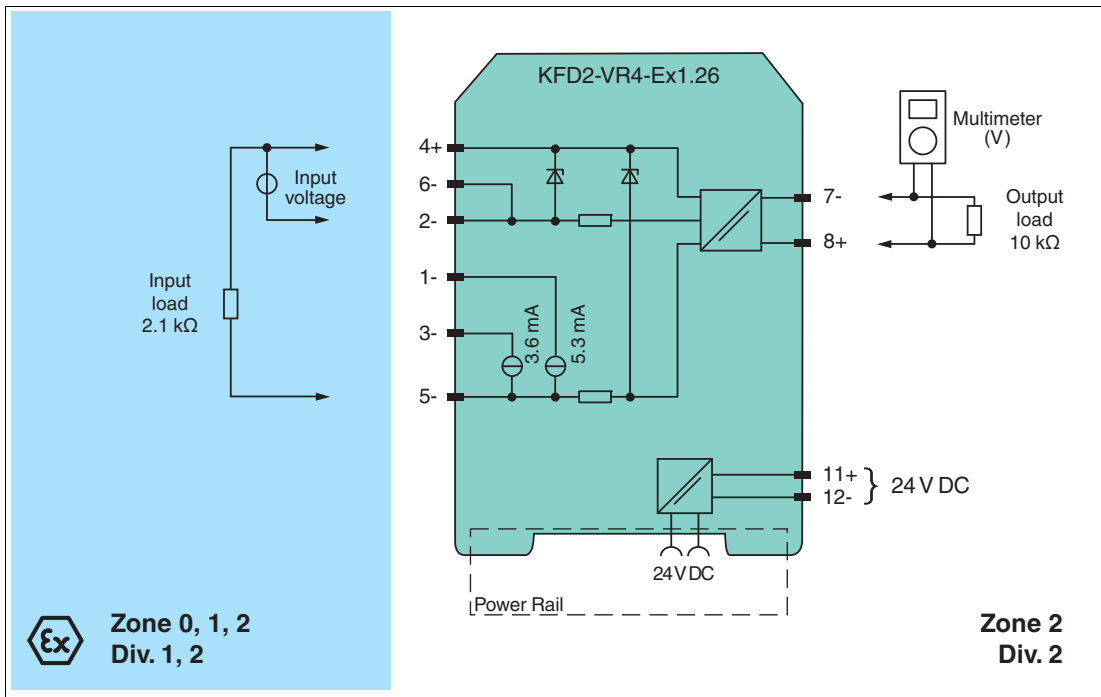 KFD2-VR4-Ex1.26
Multimeter
(V)
4+
Input
voltage
6-
2-
7-
Output
load
10 kΩ
8+
1-
Input
load
2.1 kΩ
3-
3.6 mA
5.3 mA
5-
11+
12-
} 24 V DC
24V DC
Power Rail
Ex
Zone 0, 1, 2
Div. 1, 2
Zone 2
Div. 2